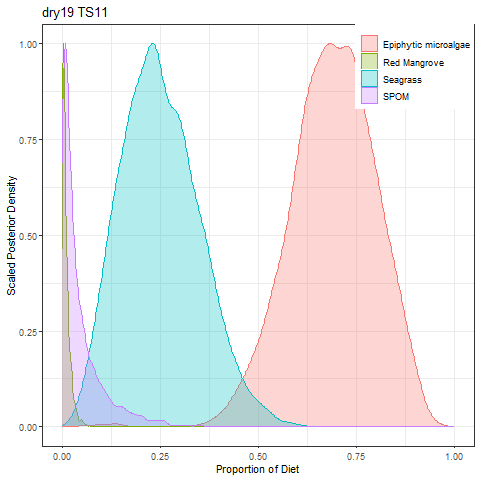 dry19 TS11
Epiphytic microalgae
Red Mangrove
Seagrass
SPOM
1.00
0.75
0.50
0.25
0.00
Scaled Posterior Density
0.00 0.25 0.50 0.75 1.00
Proportion of Diet